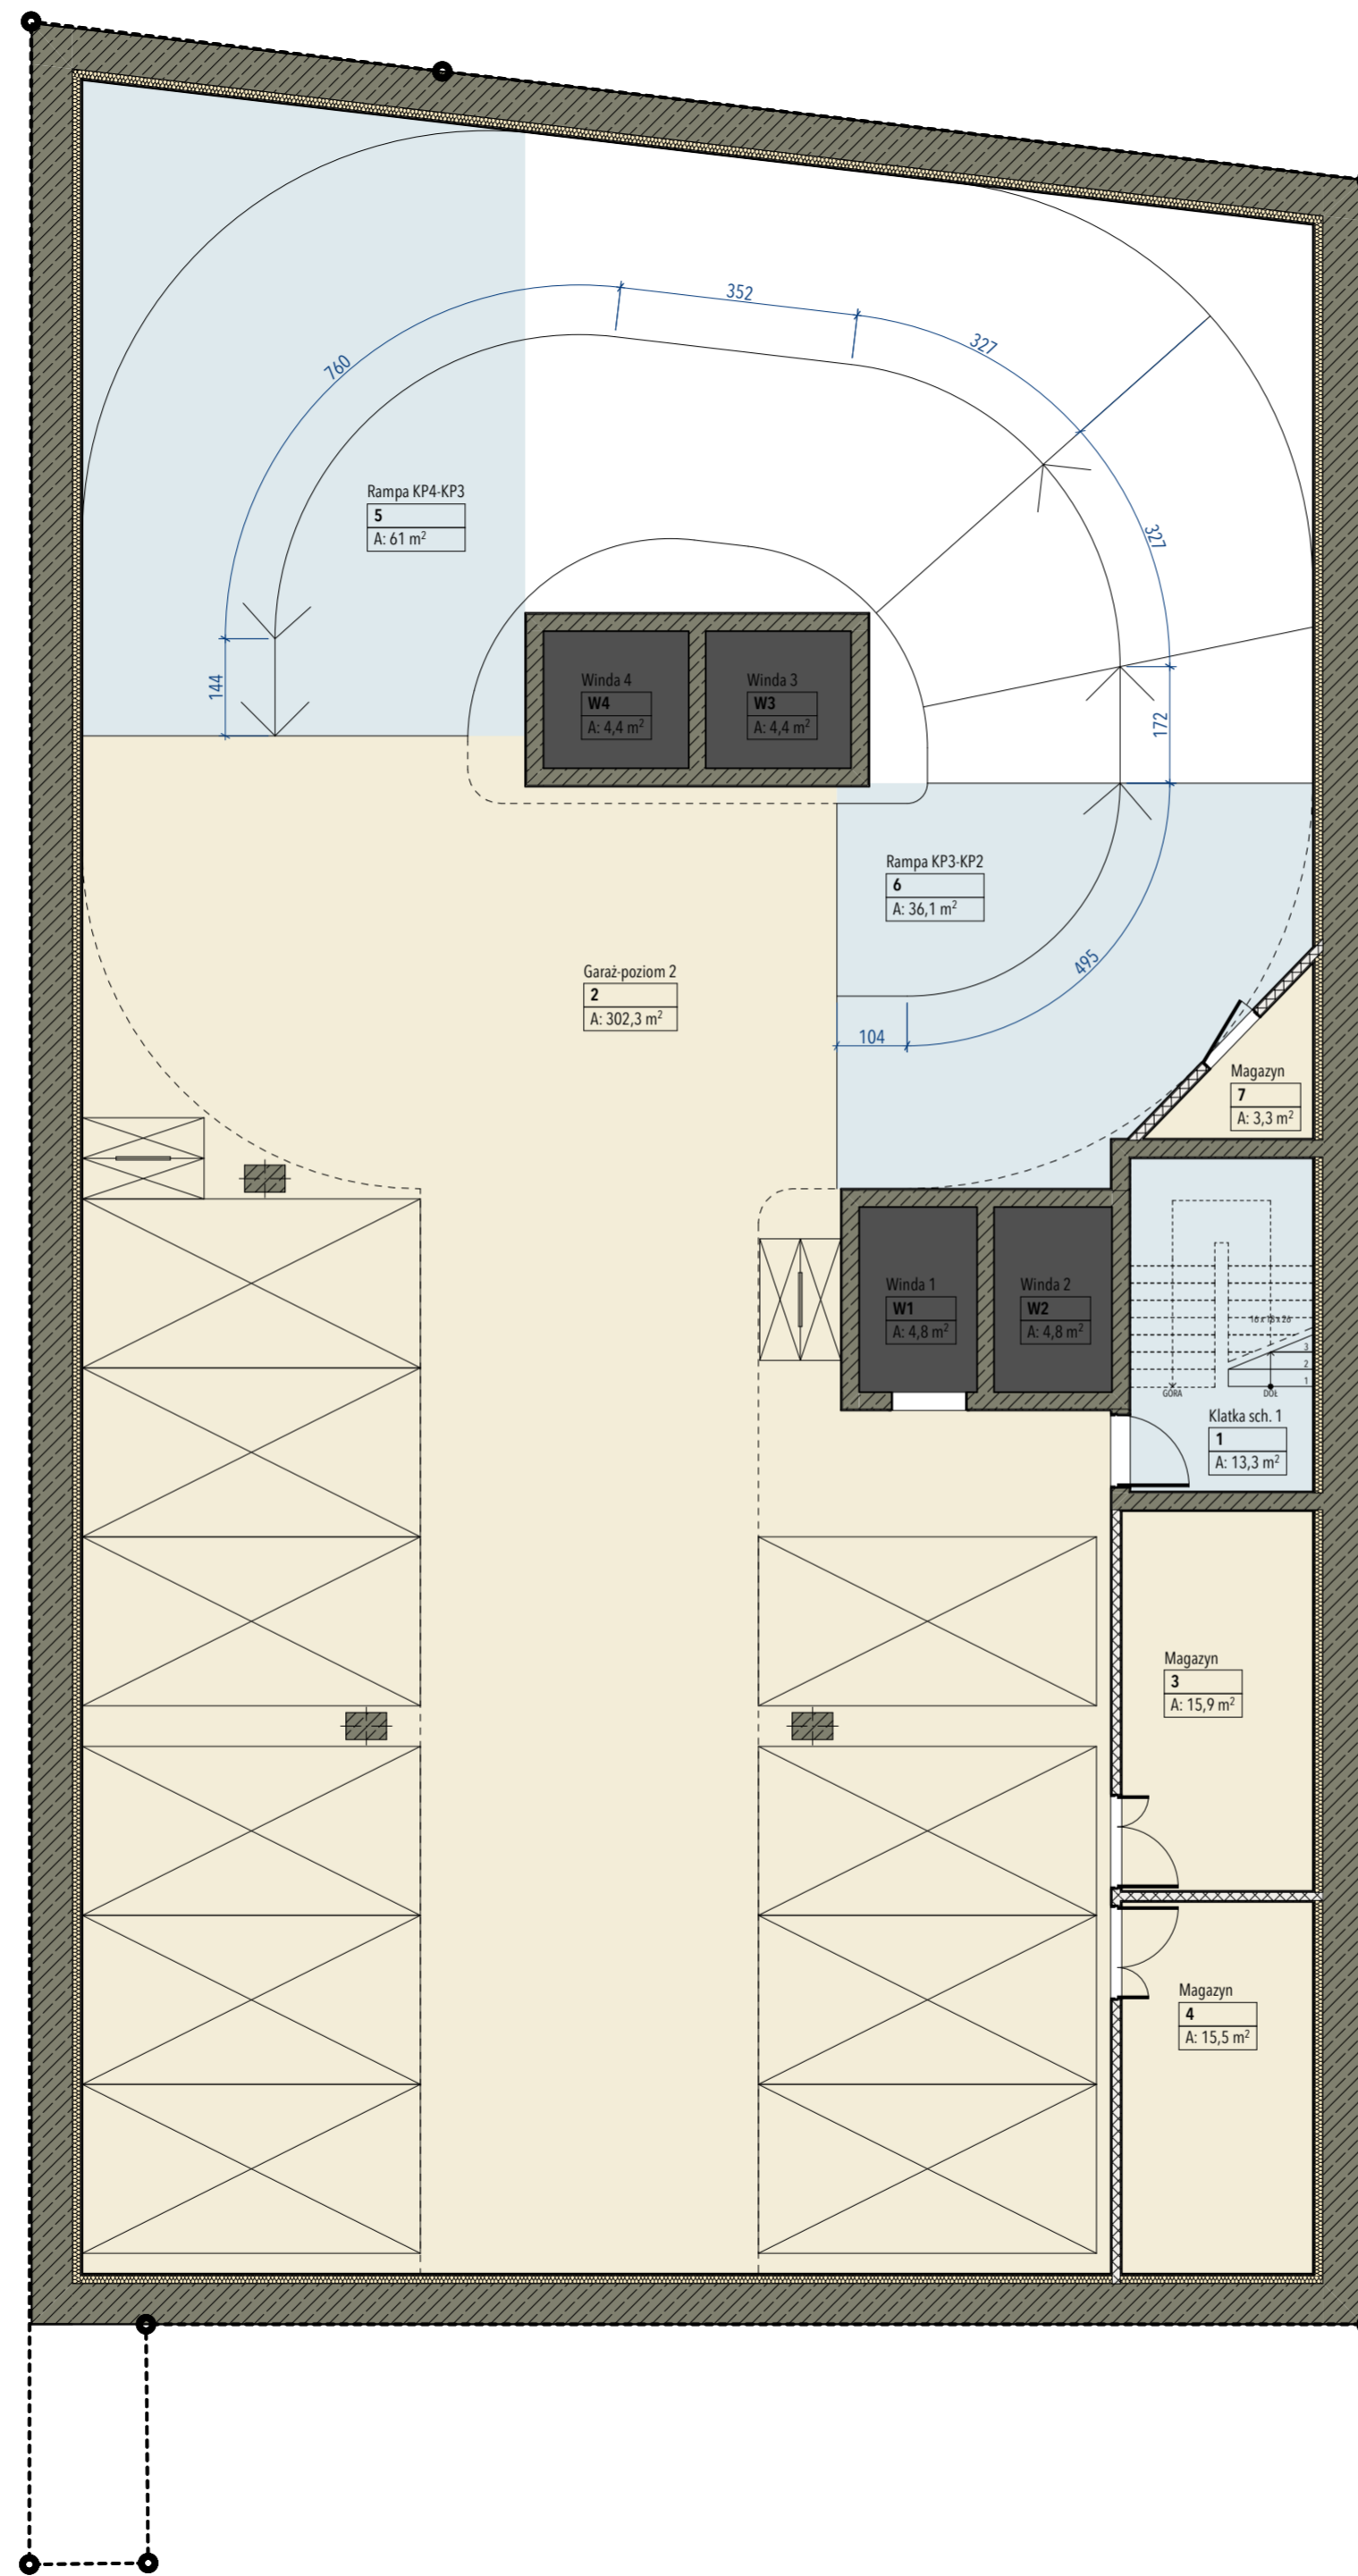 352
327
760
327
Rampa KP4-KP3
5
A: 61 m²
144
Winda 4
W4
A: 4,4 m²
Winda 3
W3
A: 4,4 m²
172
Rampa KP3-KP2
6
A: 36,1 m²
495
104
Garaż-poziom 2
2
A: 302,3 m²
Magazyn
7
A: 3,3 m²
Winda 1
W1
A: 4,8 m²
Winda 2
W2
A: 4,8 m²
3
2
1
GÓRA
DÓŁ
Klatka sch. 1
1
A: 13,3 m²
Magazyn
3
A: 15,9 m²
Magazyn
4
A: 15,5 m²